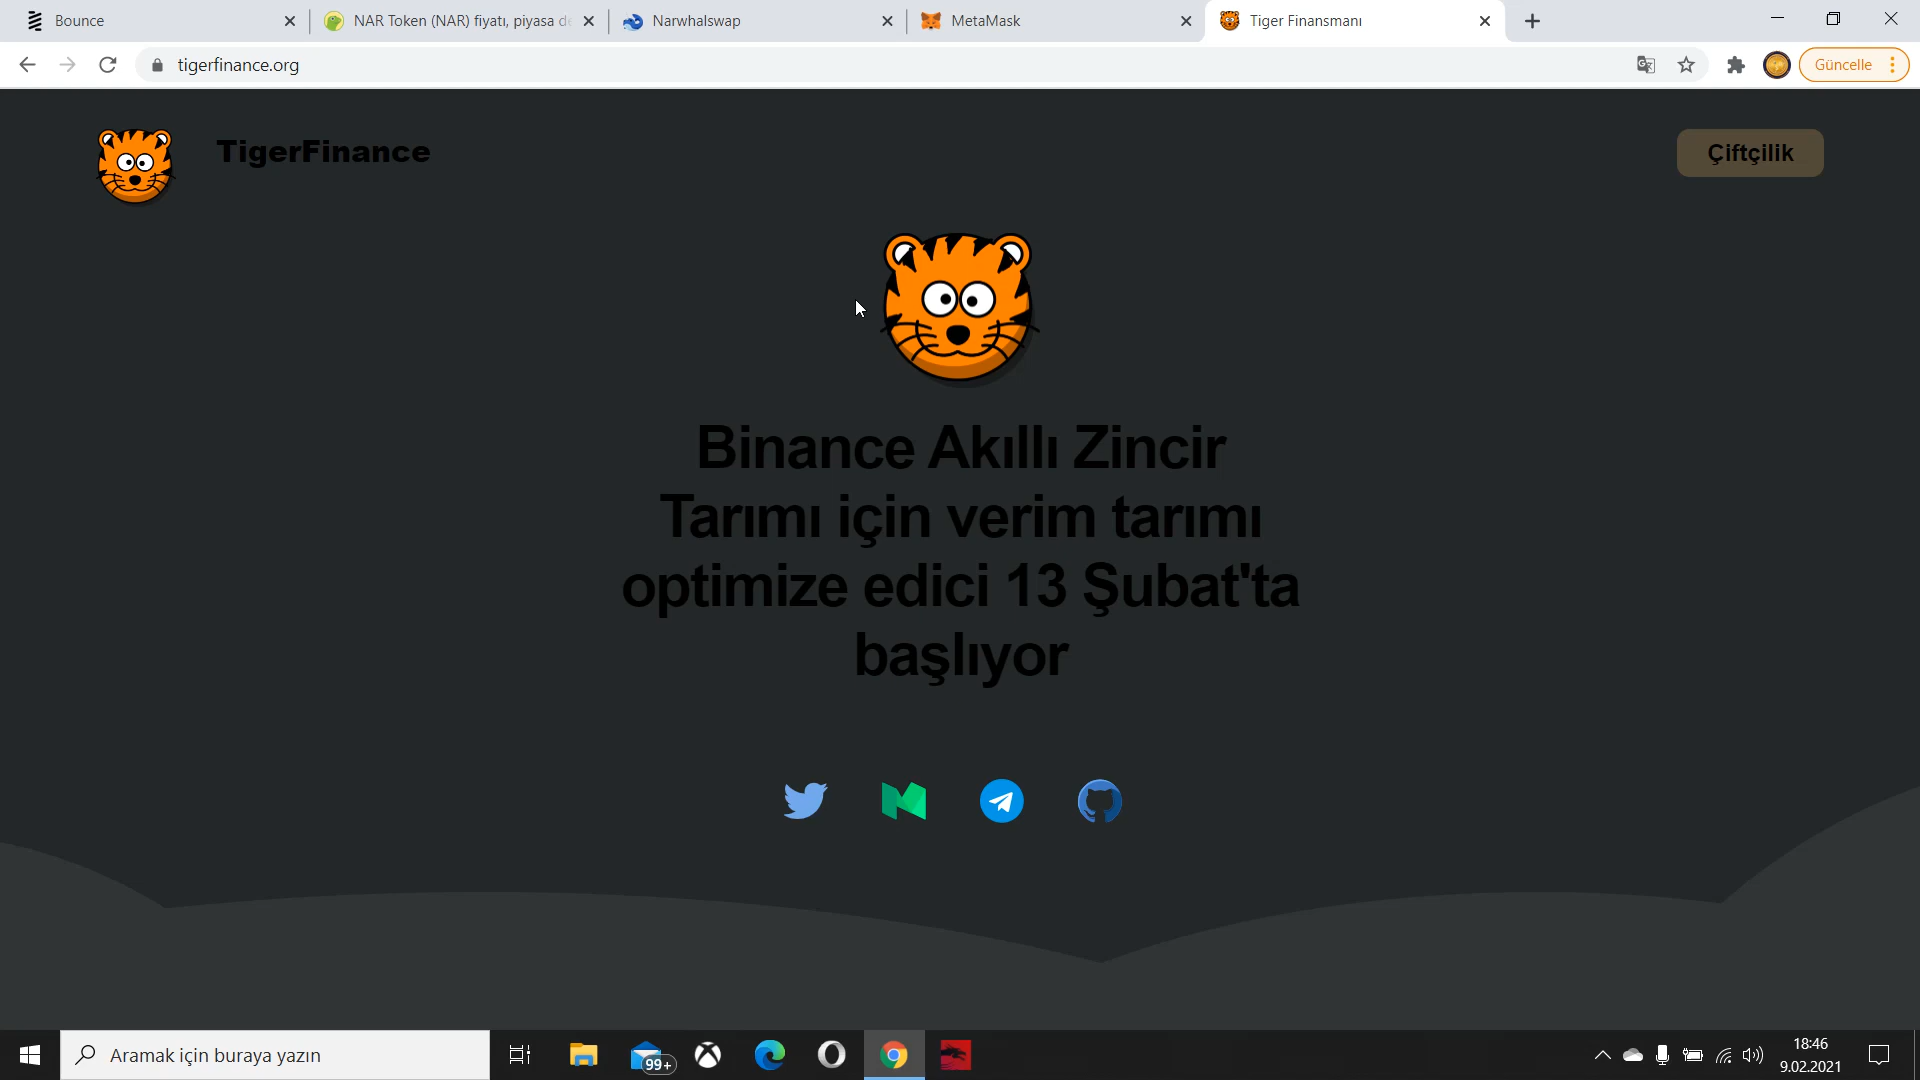 Bounce
NAR Token (NAR) fiyatı, piyasa d
Narwhalswap
MetaMask
Tiger Finansmanı
tigerfinance.org
Güncelle
TigerFinance
Çiftçilik
Binance Akıllı Zincir
Tarımı için verim tarımı
optimize edici 13 Şubat'ta
başlıyor
Aramak için buraya yazın
99+
18:46
9.02.2021